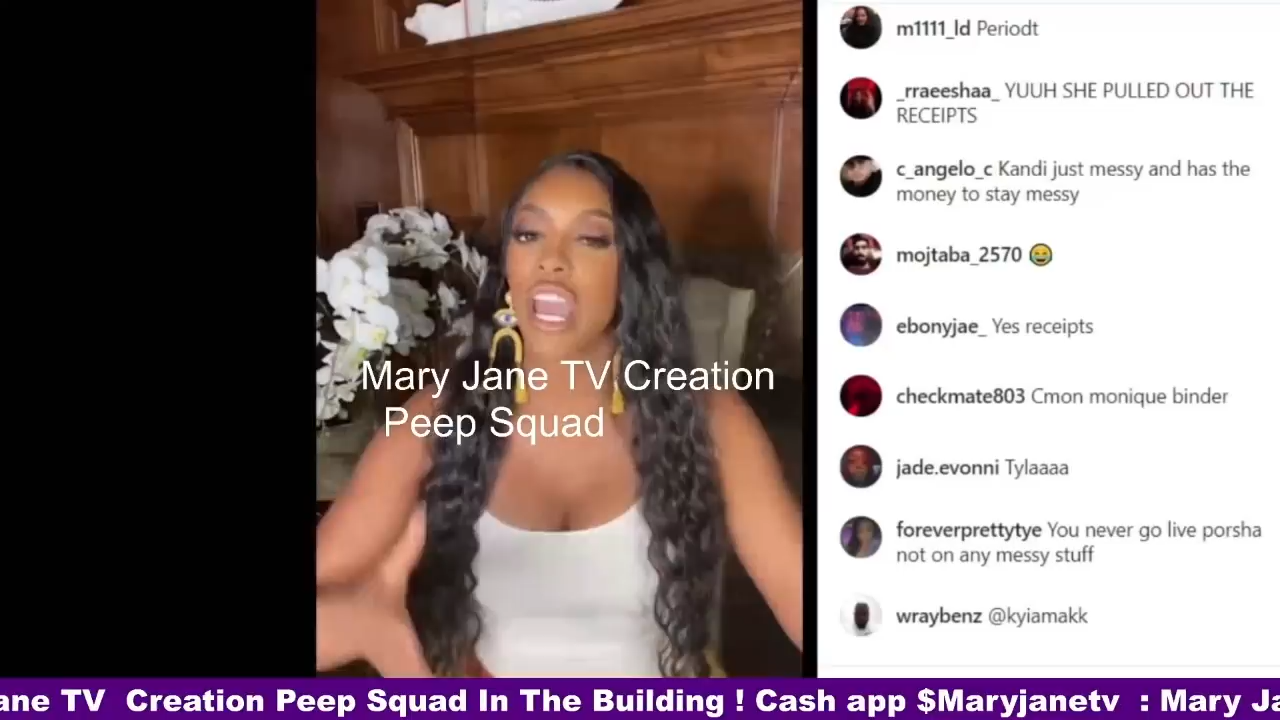 m1111_ld Periodt
_rraeeshaa_ YUUH SHE PULLED OUT THE
RECEIPTS
c_angelo_c Kandi just messy and has the
money to stay messy
mojtaba_2570 😂
ebonyjae_ Yes receipts
checkmate803 Cmon monique binder
jade.evonni Tylaaaa
foreverprettytye You never go live porsha
not on any messy stuff
wraybenz @kyiamakk
Mary Jane TV Creation
Peep Squad
ane TV Creation Peep Squad In The Building ! Cash app $Maryjanetv : Mary Ja